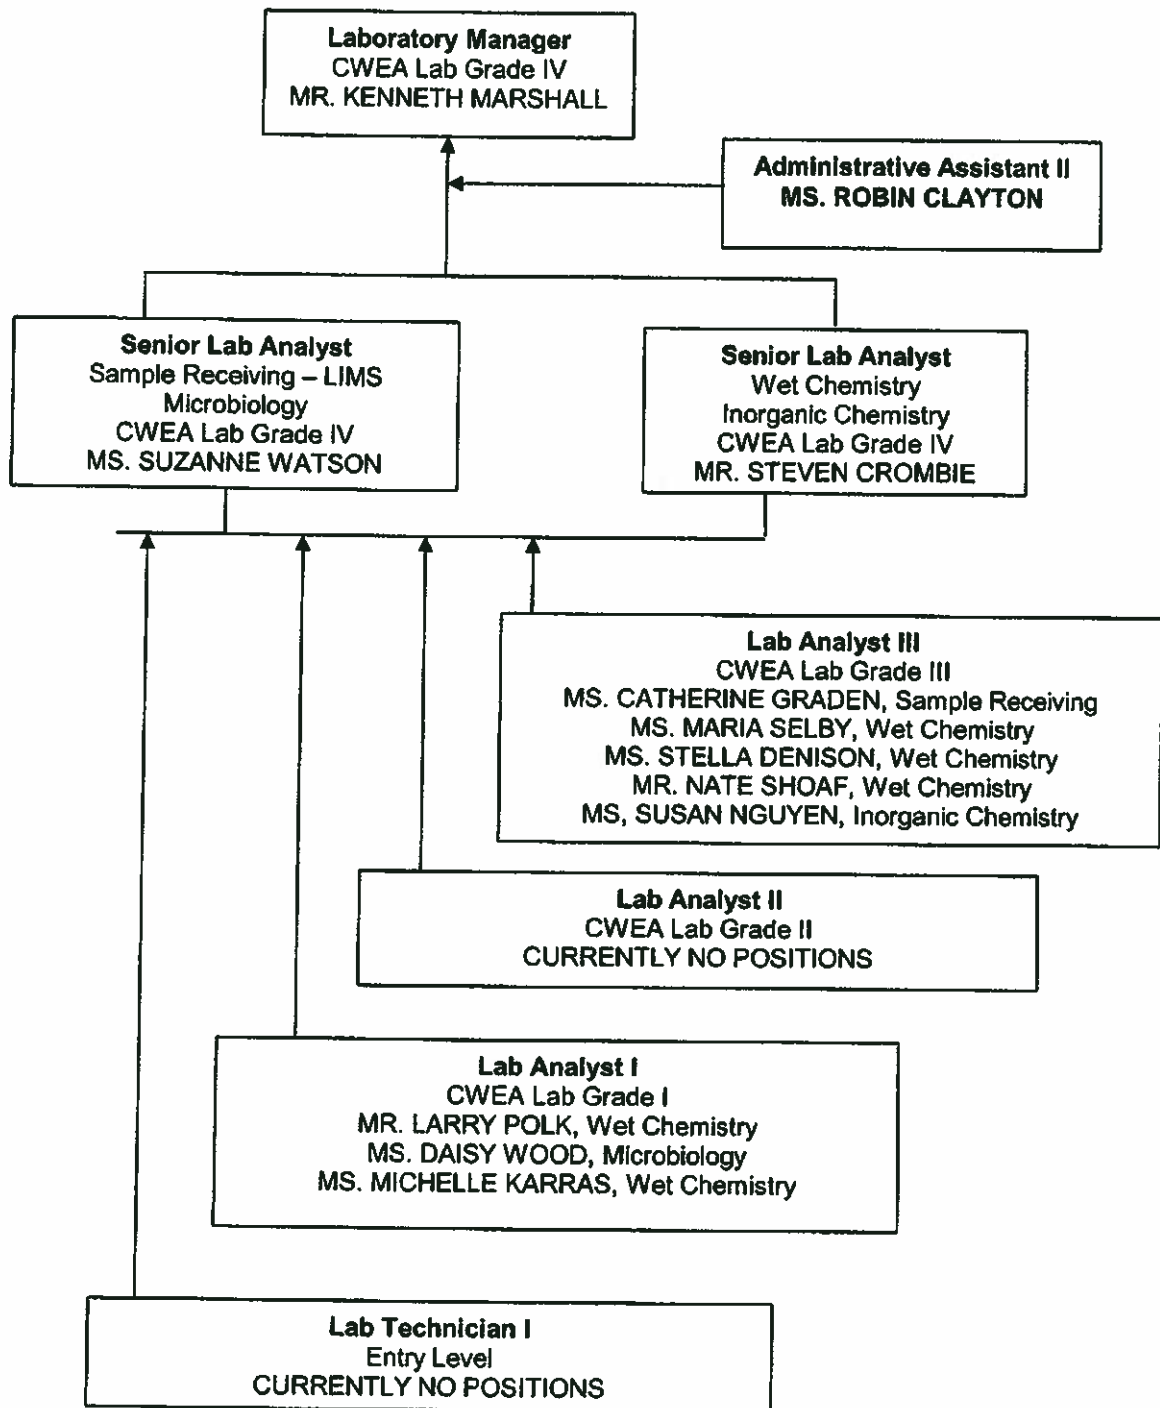 Laboratory Manager
CWEA Lab Grade IV
MR. KENNETH MARSHALL
Administrative Assistant II
MS. ROBIN CLAYTON
Senior Lab Analyst
Sample Receiving – LIMS
Microbiology
CWEA Lab Grade IV
MS. SUZANNE WATSON
Senior Lab Analyst
Wet Chemistry
Inorganic Chemistry
CWEA Lab Grade IV
MR. STEVEN CROMBIE
Lab Analyst III
CWEA Lab Grade III
MS. CATHERINE GRADEN, Sample Receiving
MS. MARIA SELBY, Wet Chemistry
MS. STELLA DENISON, Wet Chemistry
MR. NATE SHOAF, Wet Chemistry
MS, SUSAN NGUYEN, Inorganic Chemistry
Lab Analyst II
CWEA Lab Grade II
CURRENTLY NO POSITIONS
Lab Analyst I
CWEA Lab Grade I
MR. LARRY POLK, Wet Chemistry
MS. DAISY WOOD, Microbiology
MS. MICHELLE KARRAS, Wet Chemistry
Lab Technician I
Entry Level
CURRENTLY NO POSITIONS